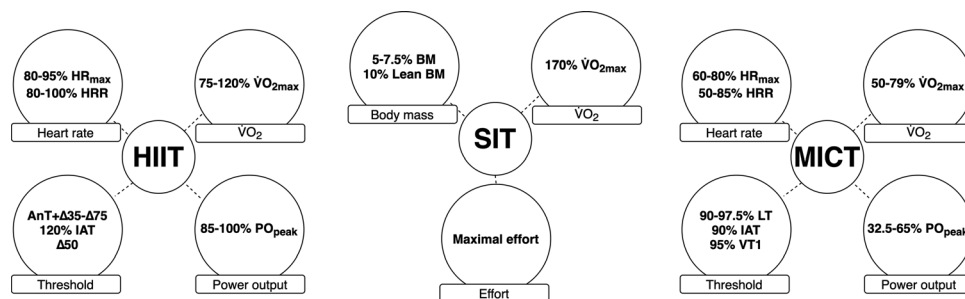 80-95% HRmax
80-100% HRR
Heart rate
75-120% V̇O2max
V̇O2
HIIT
AnT+Δ35-Δ75
120% IAT
Δ50
Threshold
85-100% POpeak
Power output
5-7.5% BM
10% Lean BM
Body mass
170% V̇O2max
V̇O2
SIT
Maximal effort
Effort
60-80% HRmax
50-85% HRR
Heart rate
50-79% V̇O2max
V̇O2
MICT
90-97.5% LT
90% IAT
95% VT1
Threshold
32.5-65% POpeak
Power output